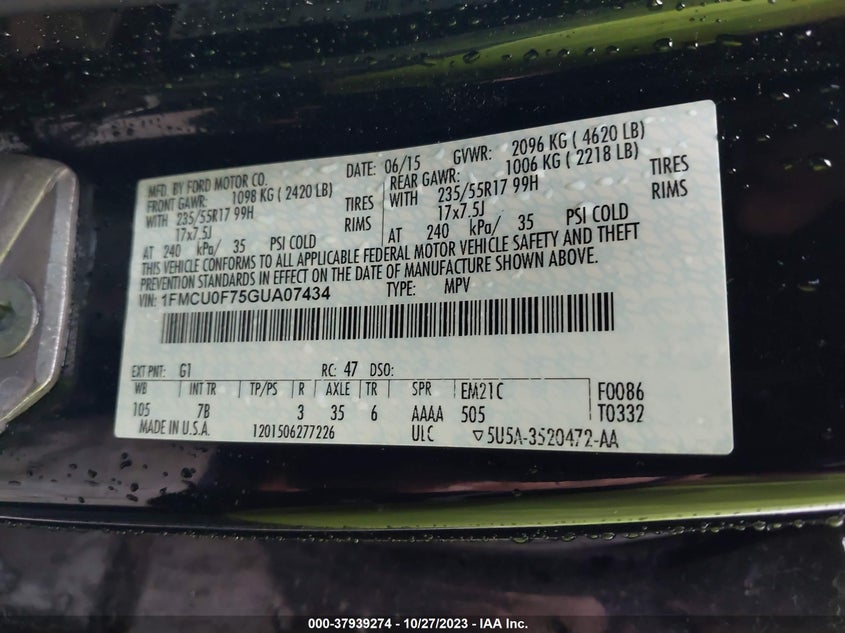 MFD. BY FORD MOTOR CO.
DATE: 06/15 GVWR: 2096 KG ( 4620 LB)
FRONT GAWR: 1098 KG ( 2420 LB)
REAR GAWR: 1006 KG ( 2218 LB)
WITH 235/55R17 99H TIRES
WITH 235/55R17 99H TIRES
17x7.5J RIMS
17x7.5J RIMS
AT 240 kPa/ 35 PSI COLD
AT 240 kPa/ 35 PSI COLD
THIS VEHICLE CONFORMS TO ALL APPLICABLE FEDERAL MOTOR VEHICLE SAFETY AND THEFT
PREVENTION STANDARDS IN EFFECT ON THE DATE OF MANUFACTURE SHOWN ABOVE.
VIN: 1FMCU0F75GUA07434 TYPE: MPV
EXT PNT: G1 RC: 47 DSO:
WB INT TR TP/PS R AXLE TR SPR EM21C F0086
105 7B 3 35 6 AAAA 505 T0332
MADE IN U.S.A. 1201506277226 ULC ▽5U5A-3520472-AA
000-37939274 | 10/27/2023 - IAA Inc.